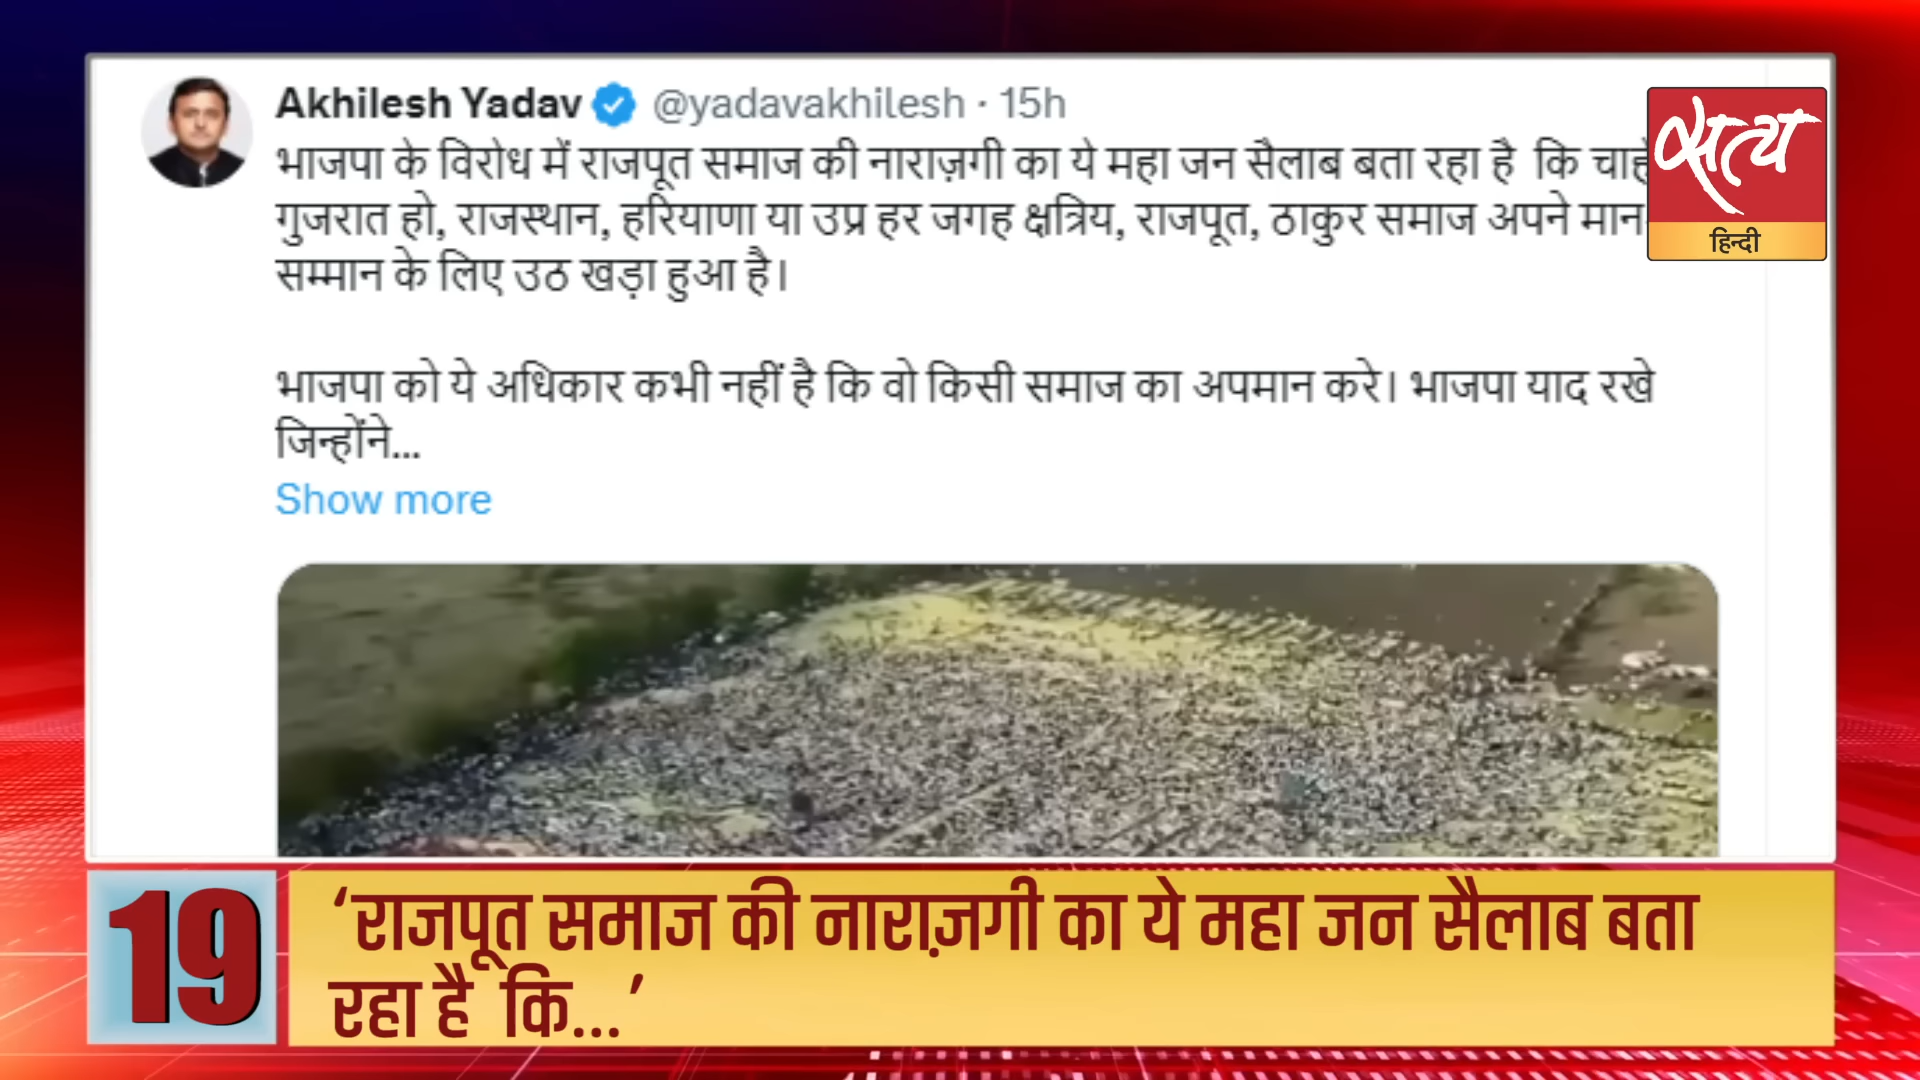 Akhilesh Yadav @yadavakhilesh · 15h
भाजपा के विरोध में राजपूत समाज की नाराज़गी का ये महा जन सैलाब बता रहा है कि चाहे
गुजरात हो, राजस्थान, हरियाणा या उप्र हर जगह क्षत्रिय, राजपूत, ठाकुर समाज अपने मान
सम्मान के लिए उठ खड़ा हुआ है।
भाजपा को ये अधिकार कभी नहीं है कि वो किसी समाज का अपमान करे। भाजपा याद रखे
जिन्होंने...
Show more
सत्य
हिन्दी
19
‘राजपूत समाज की नाराज़गी का ये महा जन सैलाब बता
रहा है कि...’